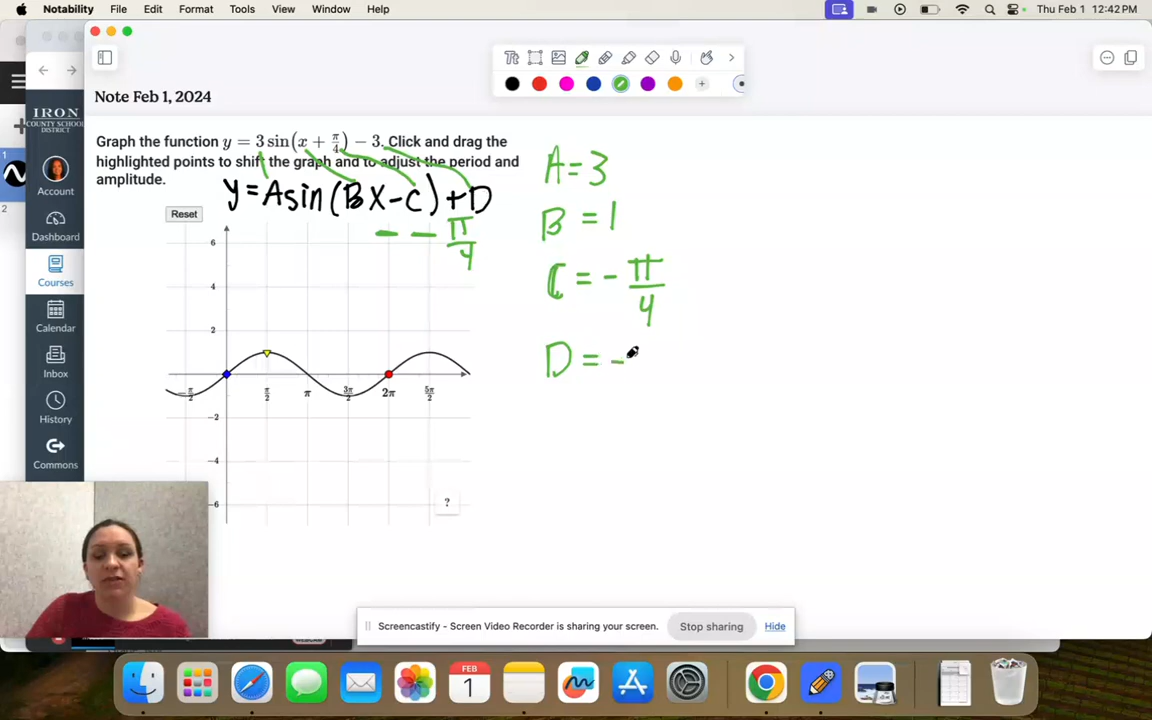 Notability File Edit Format View Window Help Thu Feb 1 12:42 PM
Note Feb 1, 2024
IRON
COUNTY SCHOOL
DISTRICT
Account
Dashboard
Courses
Calendar
Inbox
History
Commons
1
2
Graph the function y = 3 sin(x + π/4) − 3. Click and drag the
highlighted points to shift the graph and to adjust the period and
amplitude.
y=Asin(BX-C)+D
- - π/4
Reset
6
4
2
-π/2 π/2 π 3π/2 2π 5π/2
-2
-4
-6
?
A=3
B=1
C=-π/4
D=-
Screencastify - Screen Video Recorder is sharing your screen. Stop sharing Hide
FEB
1